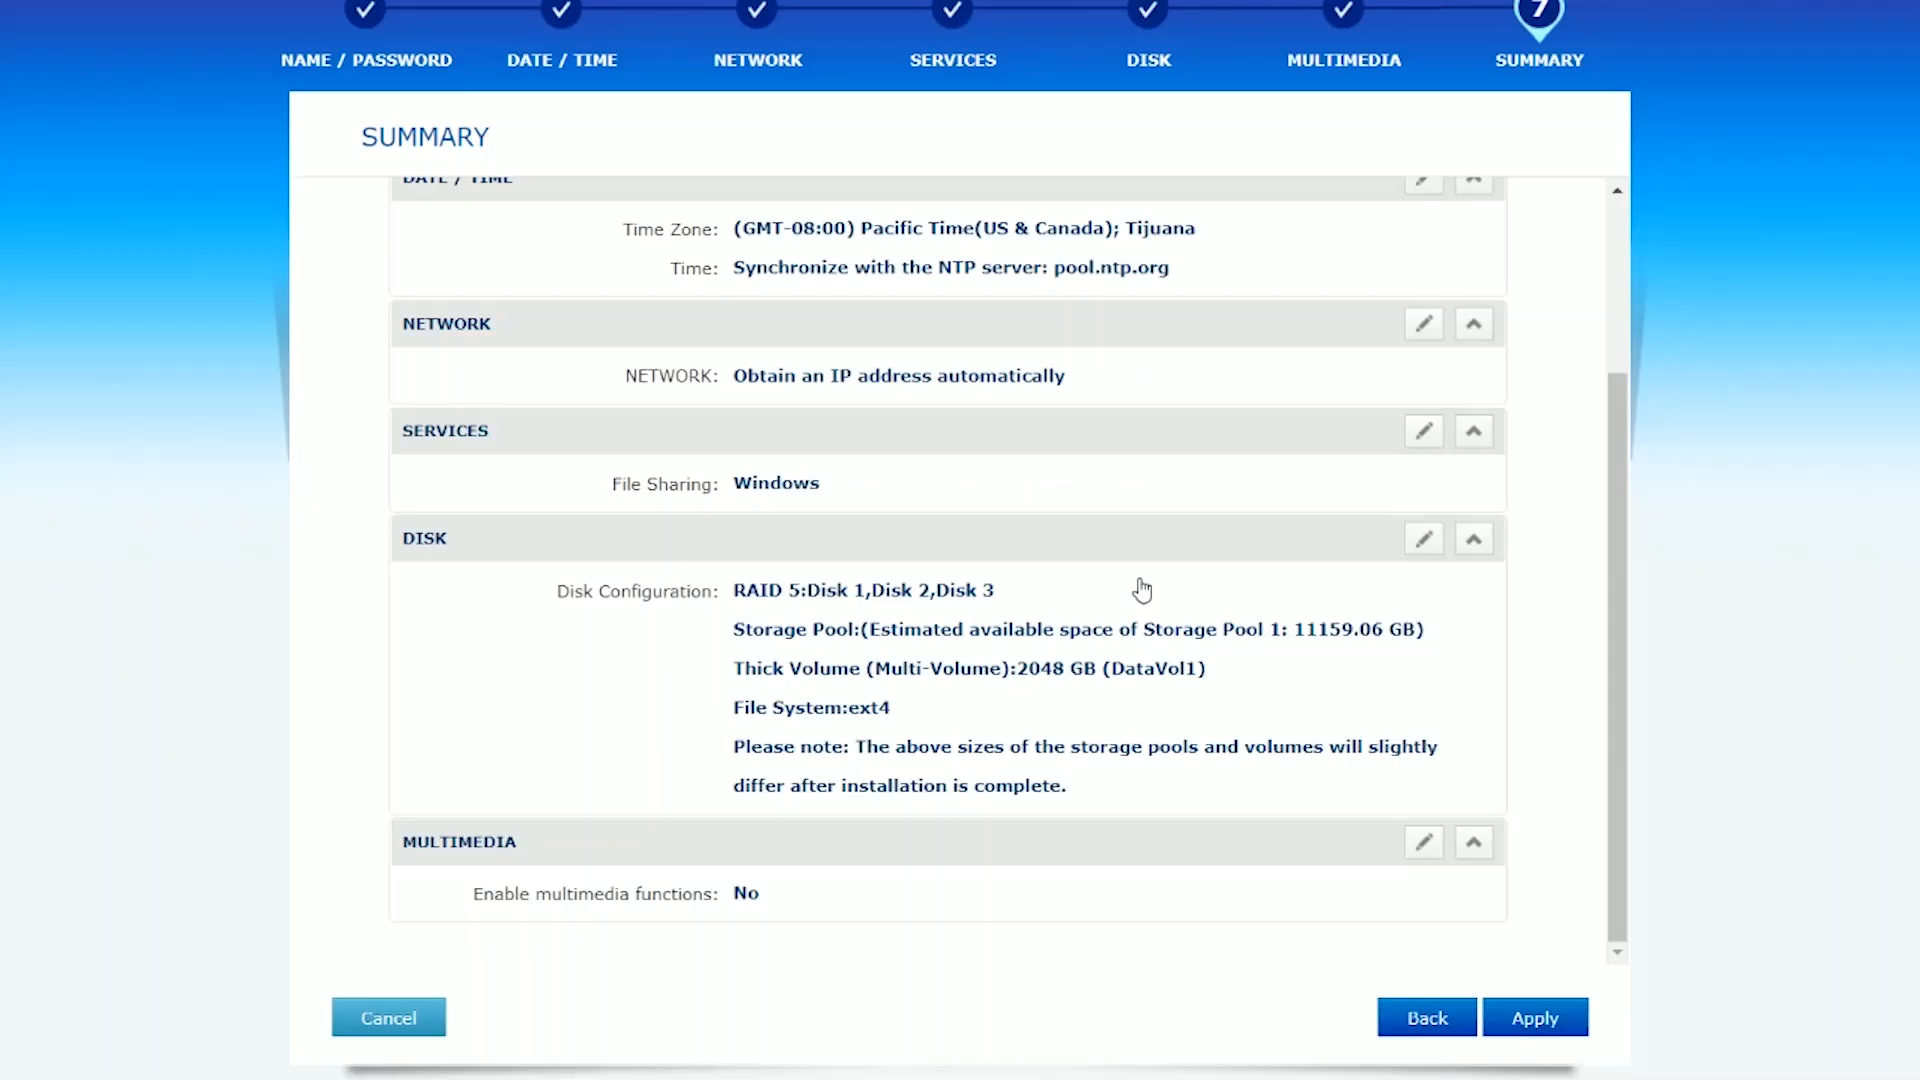 7
NAME / PASSWORD DATE / TIME NETWORK SERVICES DISK MULTIMEDIA SUMMARY
SUMMARY
DATE / TIME
Time Zone: (GMT-08:00) Pacific Time(US & Canada); Tijuana
Time: Synchronize with the NTP server: pool.ntp.org
NETWORK
NETWORK: Obtain an IP address automatically
SERVICES
File Sharing: Windows
DISK
Disk Configuration: RAID 5:Disk 1,Disk 2,Disk 3
Storage Pool:(Estimated available space of Storage Pool 1: 11159.06 GB)
Thick Volume (Multi-Volume):2048 GB (DataVol1)
File System:ext4
Please note: The above sizes of the storage pools and volumes will slightly
differ after installation is complete.
MULTIMEDIA
Enable multimedia functions: No
Cancel Back Apply